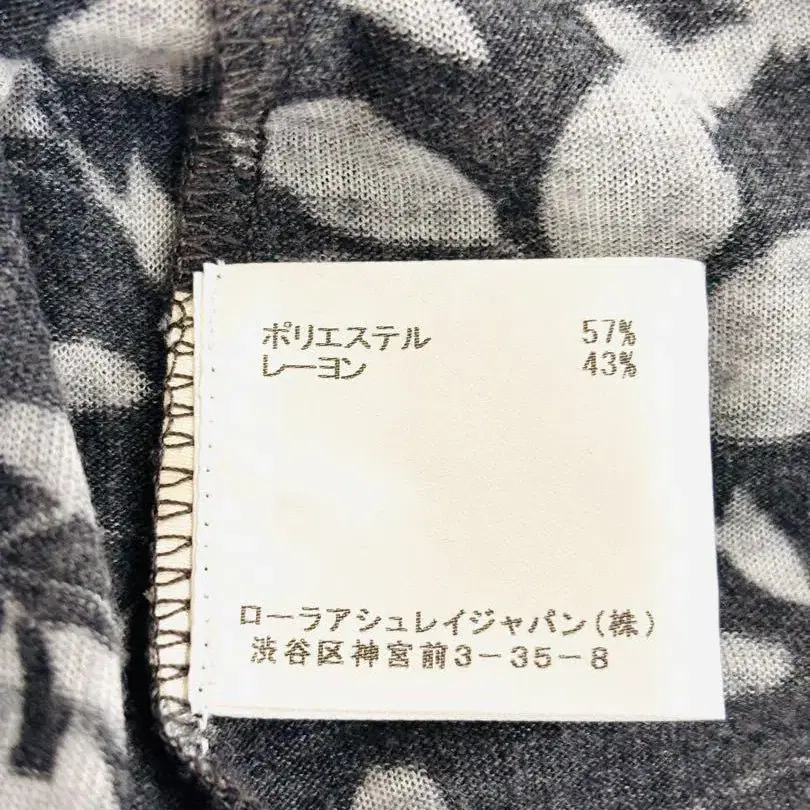 ポリエステル 57%
レーヨン 43%
ローラアシュレイジャパン(株)
渋谷区神宮前3-35-8